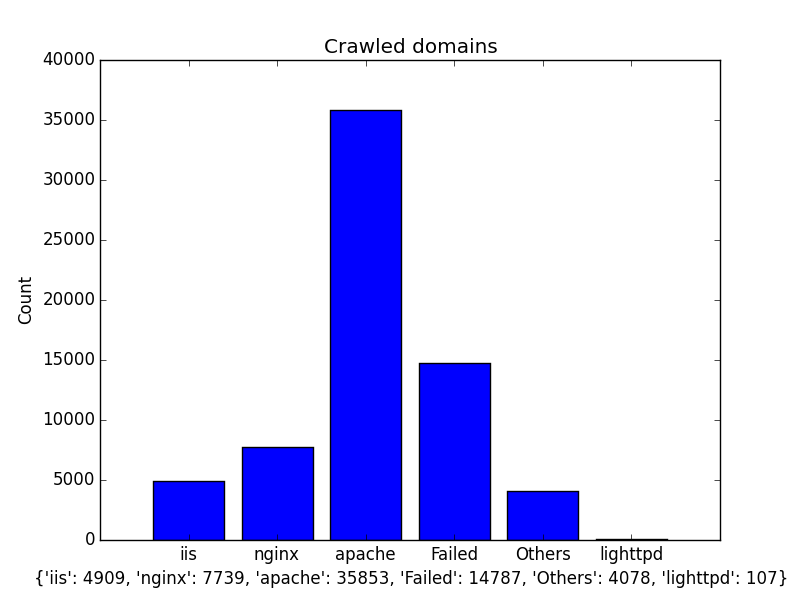 Crawled domains
40000
35000
30000
25000
20000
15000
10000
5000
0
Count
iis nginx apache Failed Others lighttpd
{'iis': 4909, 'nginx': 7739, 'apache': 35853, 'Failed': 14787, 'Others': 4078, 'lighttpd': 107}